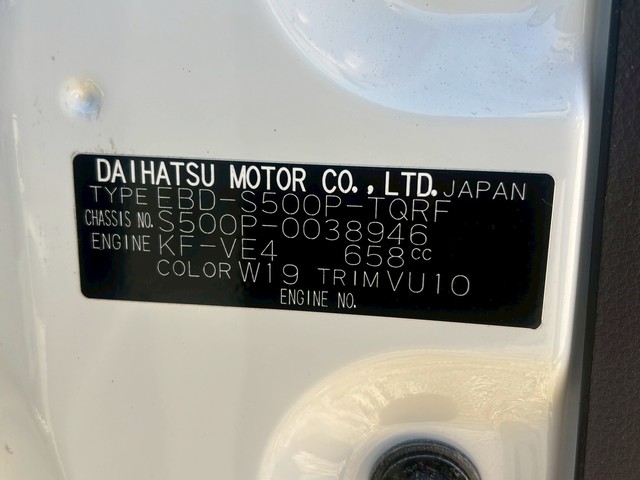 DAIHATSU MOTOR CO., LTD. JAPAN
TYPE EBD-S500P-TQRF
CHASSIS NO. S500P-0038946
ENGINE KF-VE4 658cc
COLOR W19 TRIM VU10
ENGINE NO.